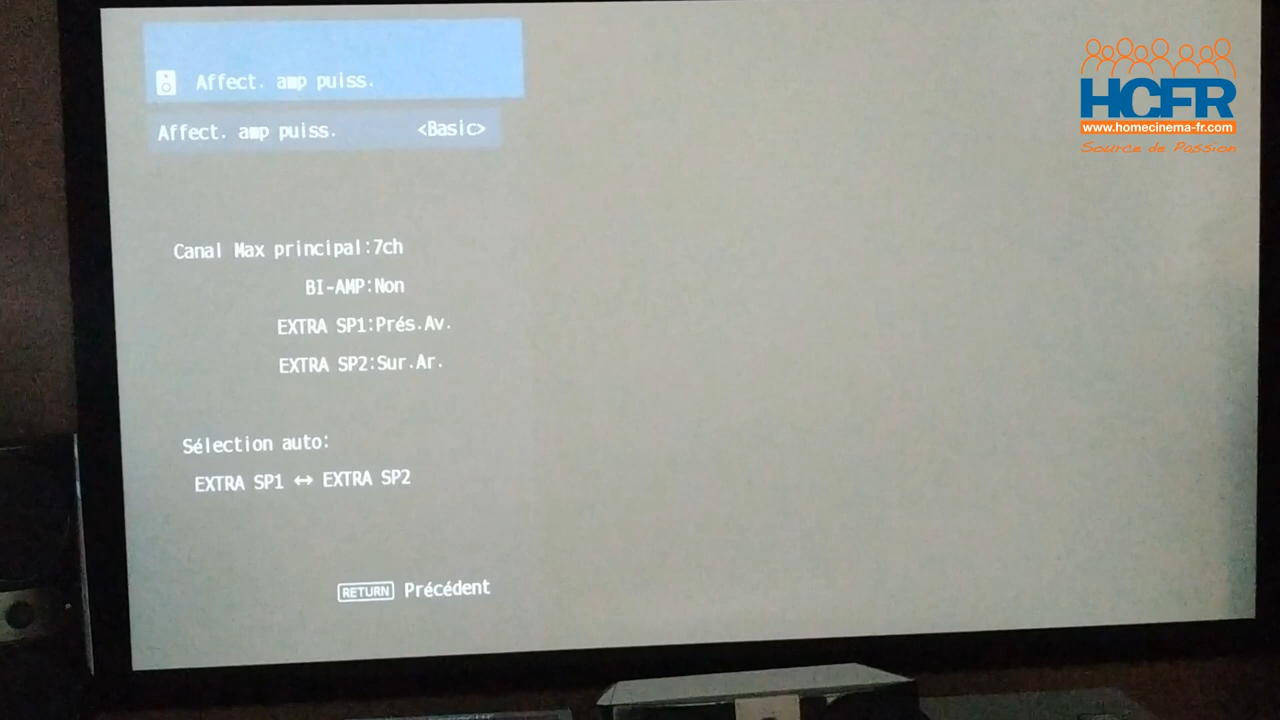 Affect. amp puiss.
Affect. amp puiss. <Basic>
Canal Max principal:7ch
BI-AMP:Non
EXTRA SP1:Prés.Av.
EXTRA SP2:Sur.Ar.
Sélection auto:
EXTRA SP1 ↔ EXTRA SP2
RETURN Précédent
HCFR
www.homecinema-fr.com
Source de Passion